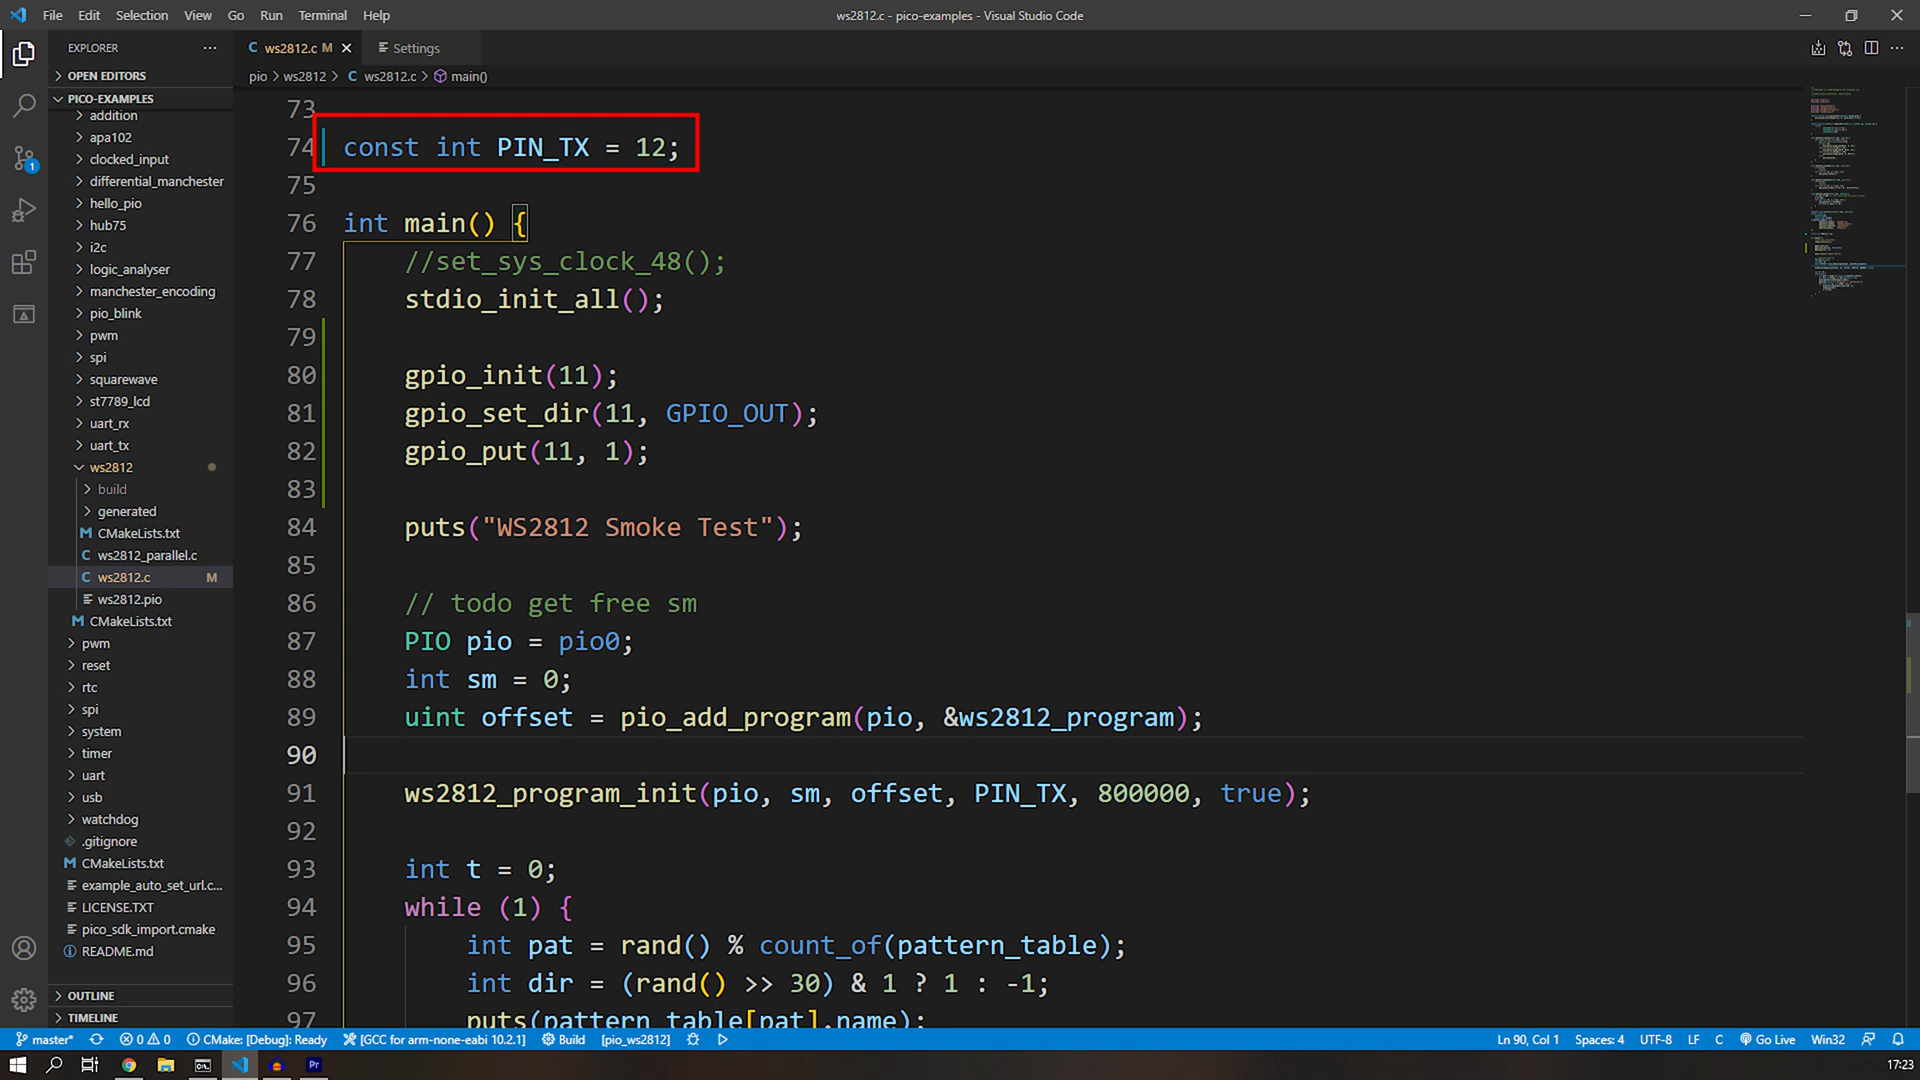 File Edit Selection View Go Run Terminal Help
ws2812.c - pico-examples - Visual Studio Code
EXPLORER
OPEN EDITORS
PICO-EXAMPLES
addition
apa102
clocked_input
differential_manchester
hello_pio
hub75
i2c
logic_analyser
manchester_encoding
pio_blink
pwm
spi
squarewave
st7789_lcd
uart_rx
uart_tx
ws2812
build
generated
M CMakeLists.txt
C ws2812_parallel.c
C ws2812.c M
ws2812.pio
M CMakeLists.txt
pwm
reset
rtc
spi
system
timer
uart
usb
watchdog
.gitignore
M CMakeLists.txt
example_auto_set_url.c...
LICENSE.TXT
pico_sdk_import.cmake
README.md
OUTLINE
TIMELINE
1
C ws2812.c M
Settings
pio > ws2812 > C ws2812.c > main()
73
74 const int PIN_TX = 12;
75
76 int main() {
77 //set_sys_clock_48();
78 stdio_init_all();
79
80 gpio_init(11);
81 gpio_set_dir(11, GPIO_OUT);
82 gpio_put(11, 1);
83
84 puts("WS2812 Smoke Test");
85
86 // todo get free sm
87 PIO pio = pio0;
88 int sm = 0;
89 uint offset = pio_add_program(pio, &ws2812_program);
90
91 ws2812_program_init(pio, sm, offset, PIN_TX, 800000, true);
92
93 int t = 0;
94 while (1) {
95 int pat = rand() % count_of(pattern_table);
96 int dir = (rand() >> 30) & 1 ? 1 : -1;
97 puts(pattern_table[pat].name);
master* 0 0 CMake: [Debug]: Ready [GCC for arm-none-eabi 10.2.1] Build [pio_ws2812]
Ln 90, Col 1 Spaces: 4 UTF-8 LF C Go Live Win32
Pr
17:23